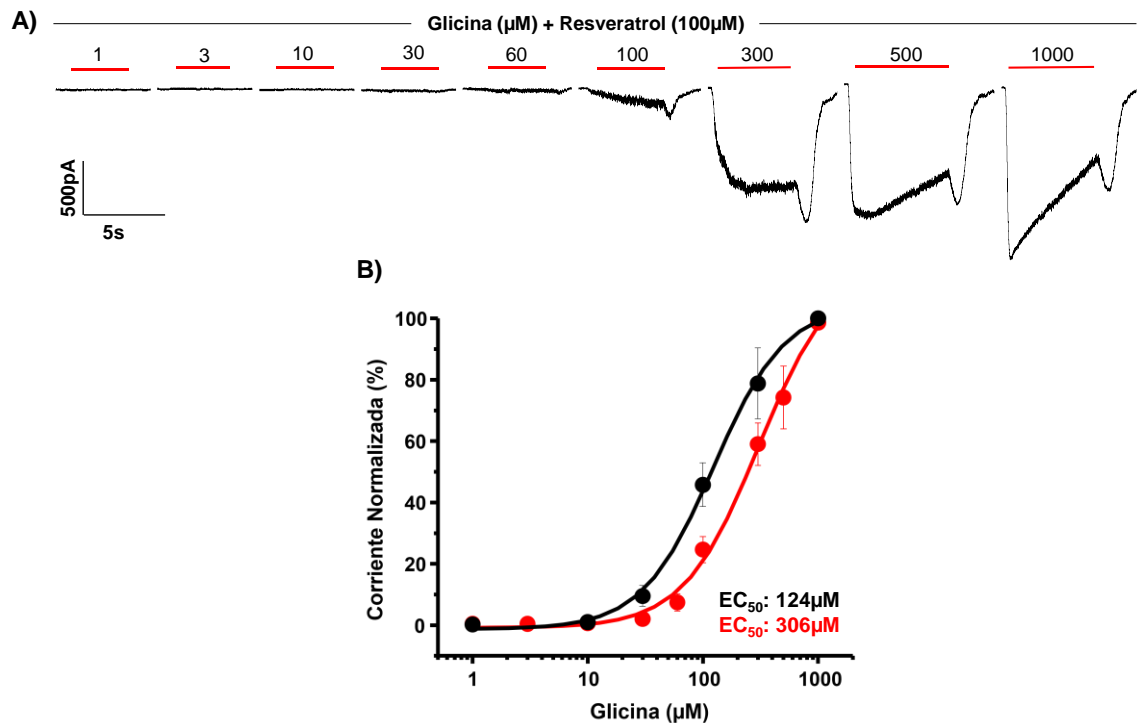 A)
Glicina (µM) + Resveratrol (100µM)
1 3 10 30 60 100 300 500 1000
500pA
5s
B)
Corriente Normalizada (%)
100
80
60
40
20
0
EC₅₀: 124µM
EC₅₀: 306µM
1 10 100 1000
Glicina (µM)